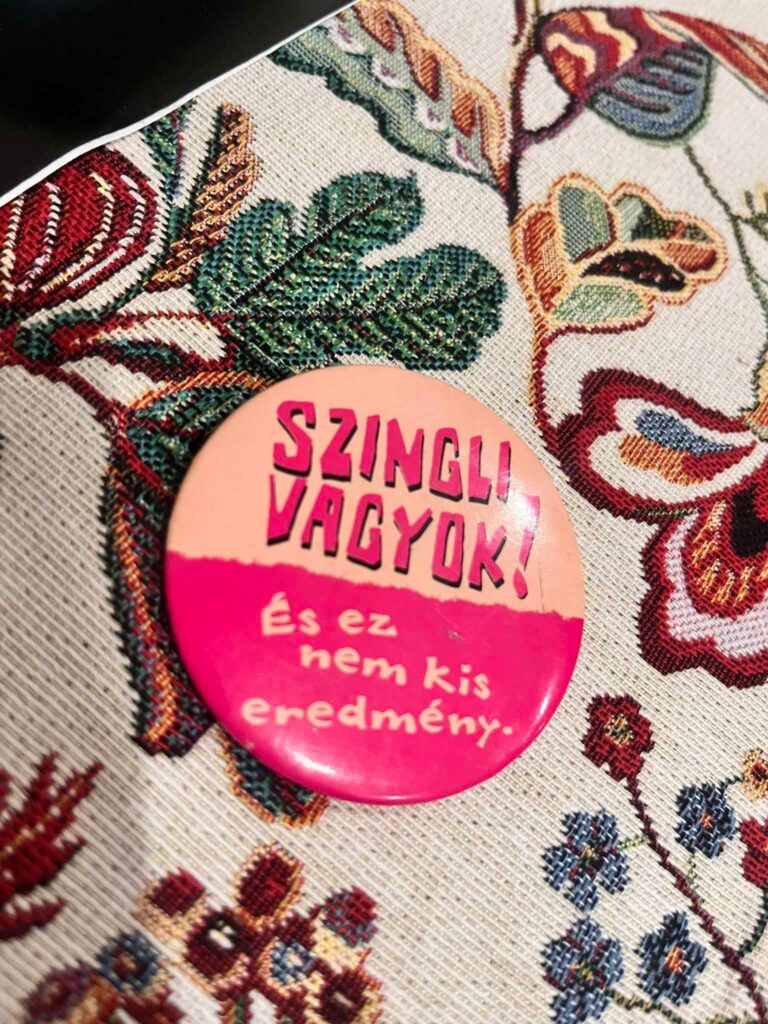 SZINGLI
VAGYOK!
És ez
nem kis
eredmény.